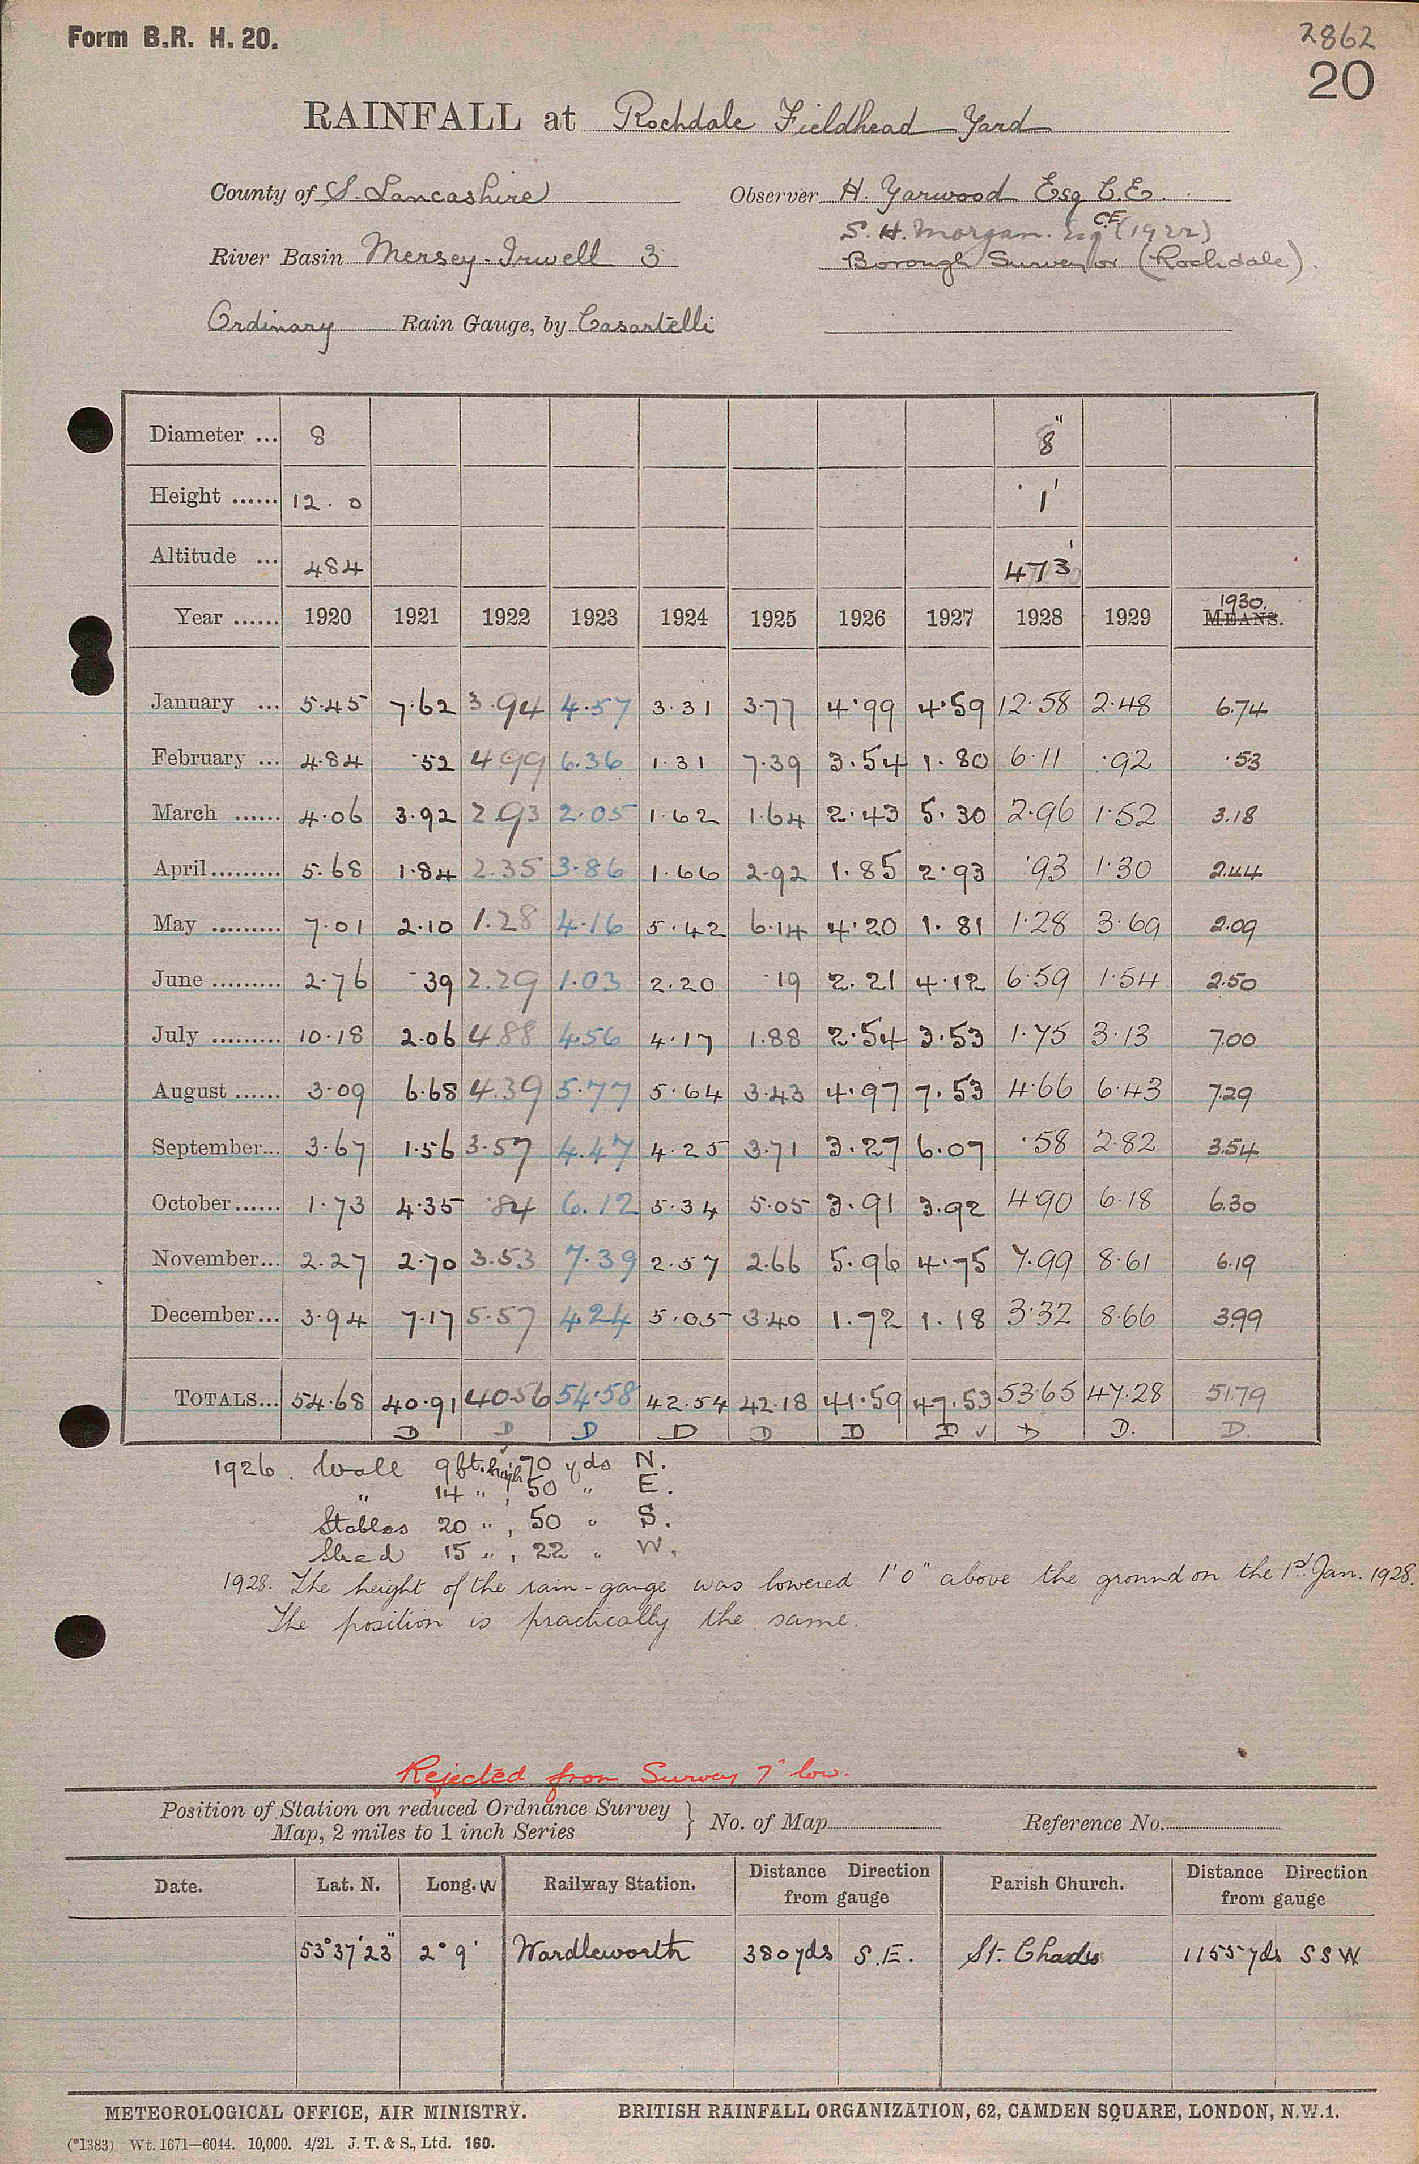 Form B.R. H. 20.
2862
20
RAINFALL at Rochdale Fieldhead Yard
County of S. Lancashire Observer H. Yarwood Esq C.E.
S. H. Morgan. Esq C.E. (1922)
River Basin Mersey-Irwell 3 Borough Surveyor (Rochdale)
Ordinary Rain Gauge, by Casartelli
Diameter ... 8 8"
Height ...... 12. 0 1'
Altitude ... 484 473'
Year ...... 1920 1921 1922 1923 1924 1925 1926 1927 1928 1929 1930. MEANS.
January ... 5.45 7.62 3.94 4.57 3.31 3.77 4.99 4.59 12.58 2.48 6.74
February ... 4.84 .52 4.99 6.36 1.31 7.39 3.54 1.80 6.11 .92 .53
March ...... 4.06 3.92 2.93 2.05 1.62 1.64 2.43 5.30 2.96 1.52 3.18
April ......... 5.68 1.84 2.35 3.86 1.66 2.92 1.85 2.93 .93 1.30 2.44
May ......... 7.01 2.10 1.28 4.16 5.42 6.14 4.20 1.81 1.28 3.69 2.09
June ......... 2.76 .39 2.29 1.03 2.20 .19 2.21 4.12 6.59 1.54 2.50
July ......... 10.18 2.06 4.88 4.56 4.17 1.88 2.54 3.53 1.75 3.13 7.00
August ...... 3.09 6.68 4.39 5.77 5.64 3.43 4.97 7.53 4.66 6.43 7.29
September... 3.67 1.56 3.57 4.47 4.25 3.71 3.27 6.07 .58 2.82 3.54
October...... 1.73 4.35 .84 6.12 5.34 5.05 3.91 3.92 4.90 6.18 6.30
November... 2.27 2.70 3.53 7.39 2.57 2.66 5.96 4.75 7.99 8.61 6.19
December... 3.94 7.17 5.57 4.24 5.05 3.40 1.72 1.18 3.32 8.66 3.99
TOTALS... 54.68 40.91 40.56 54.58 42.54 42.18 41.59 47.53 53.65 47.28 51.79
D D D D D D D ✓ D D. D.
1926. Wall 9 ft. high, 70 yds N.
" 14 " , 50 " E.
Stables 20 " , 50 " S.
Shed 15 " , 22 " W.
1928. The height of the rain-gauge was lowered 1' 0" above the ground on the 1st Jan. 1928.
The position is practically the same.
Rejected from Survey 7" low.
Position of Station on reduced Ordnance Survey Map, 2 miles to 1 inch Series } No. of Map Reference No.
Date. Lat. N. Long. W Railway Station. Distance Direction from gauge Parish Church. Distance Direction from gauge
53° 37' 23" 2° 9' Wardleworth 380 yds S.E. St. Chads 1155 yds SSW
METEOROLOGICAL OFFICE, AIR MINISTRY. BRITISH RAINFALL ORGANIZATION, 62, CAMDEN SQUARE, LONDON, N.W.1.
(*1383) Wt. 1671—6044. 10,000. 4/21. J. T. & S., Ltd. 160.